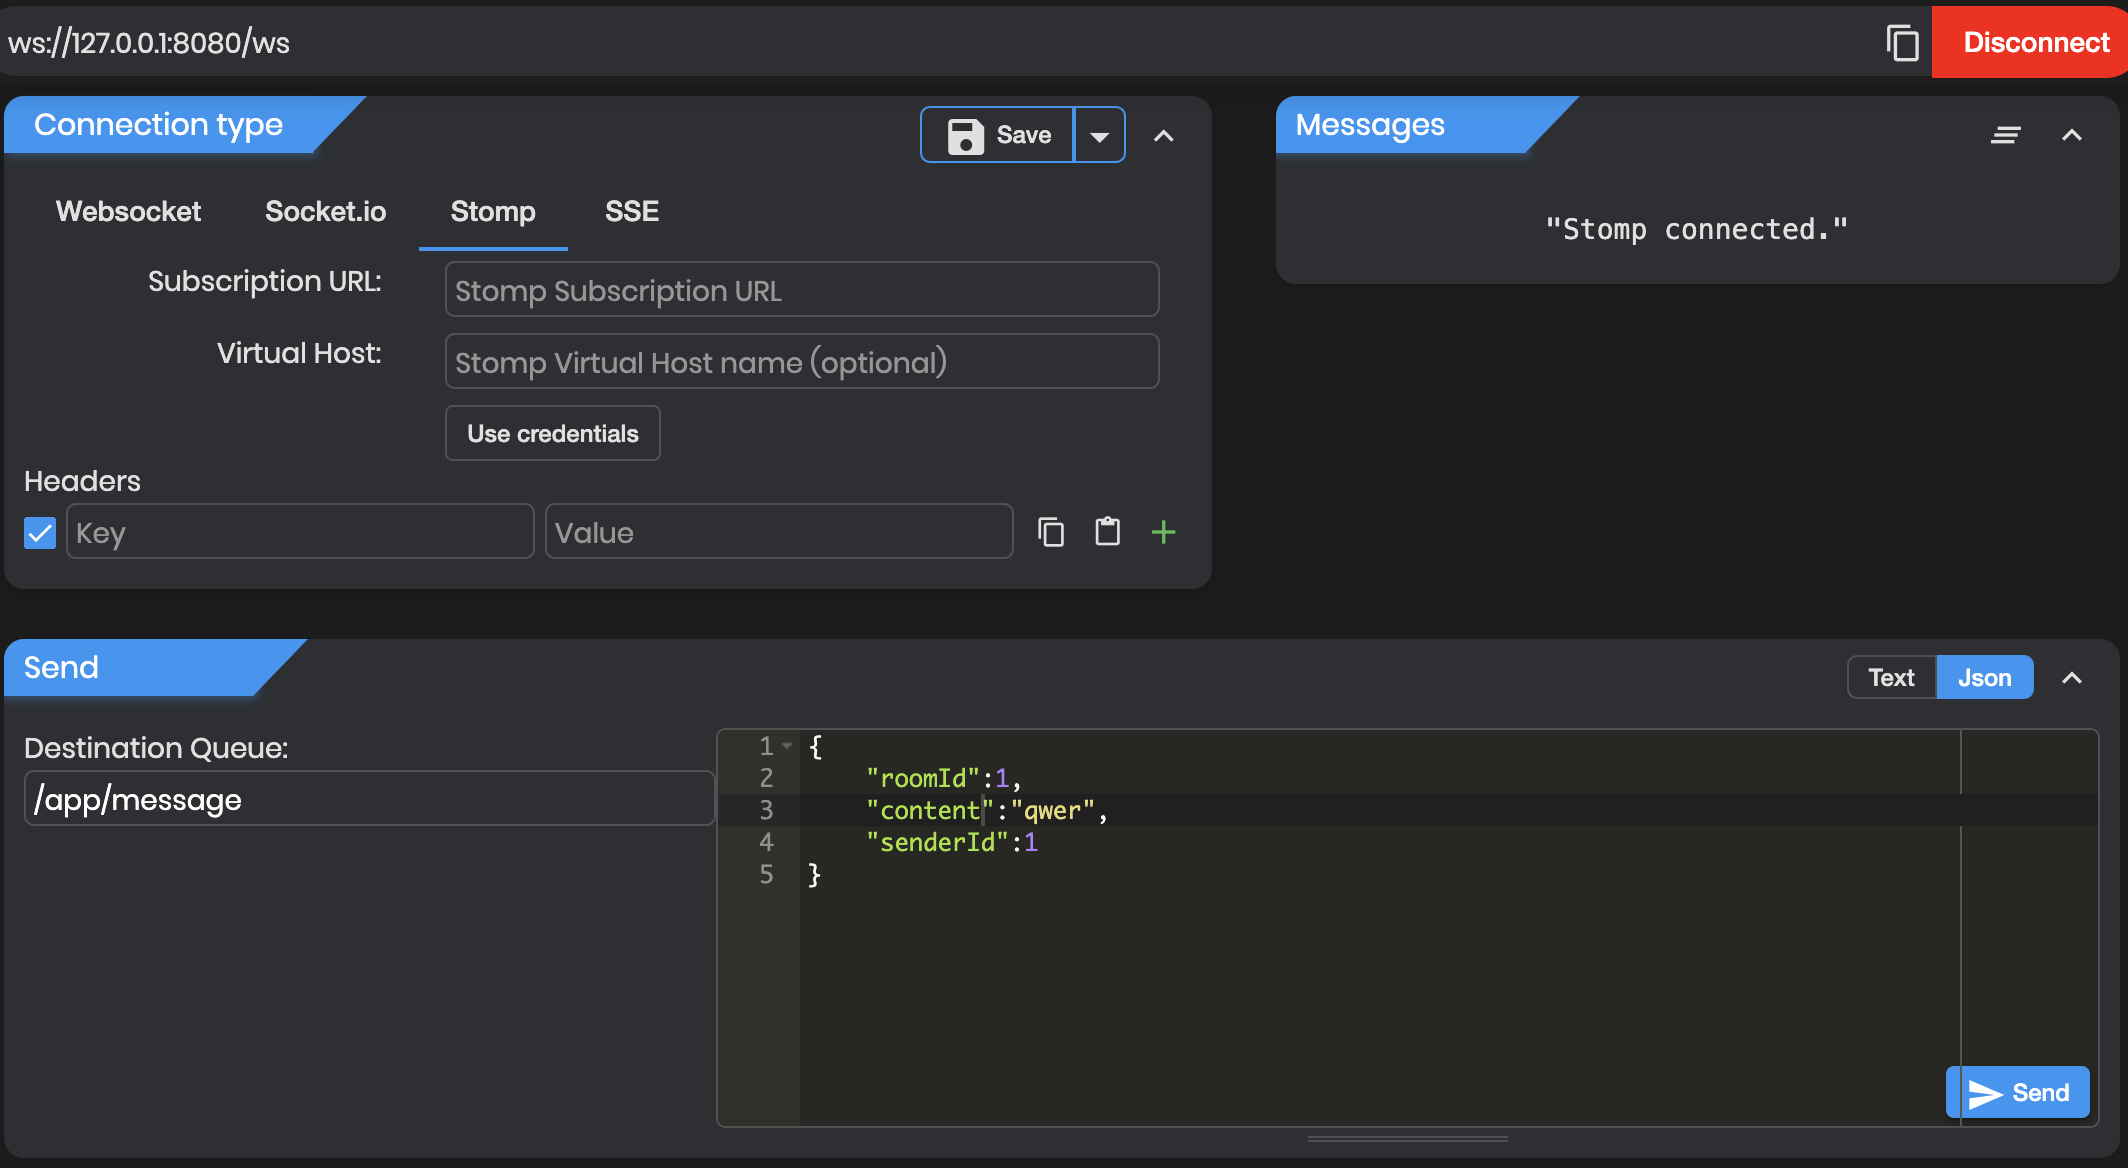 ws://127.0.0.1:8080/ws
Disconnect
Connection type
Save
Websocket Socket.io Stomp SSE
Subscription URL:
Stomp Subscription URL
Virtual Host:
Stomp Virtual Host name (optional)
Use credentials
Headers
Key
Value
Messages
"Stomp connected."
Send
Text Json
Destination Queue:
/app/message
1 {
2 "roomId":1,
3 "content":"qwer",
4 "senderId":1
5 }
Send